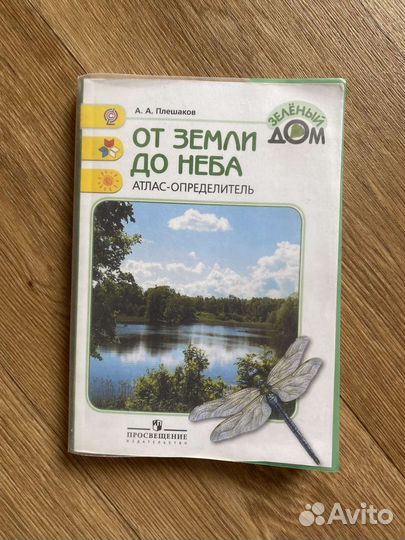 А. А. Плешаков
ЗЕЛЁНЫЙ
ДОМ
ОТ ЗЕМЛИ
ДО НЕБА
АТЛАС-ОПРЕДЕЛИТЕЛЬ
ПРОСВЕЩЕНИЕ
ИЗДАТЕЛЬСТВО
Avito